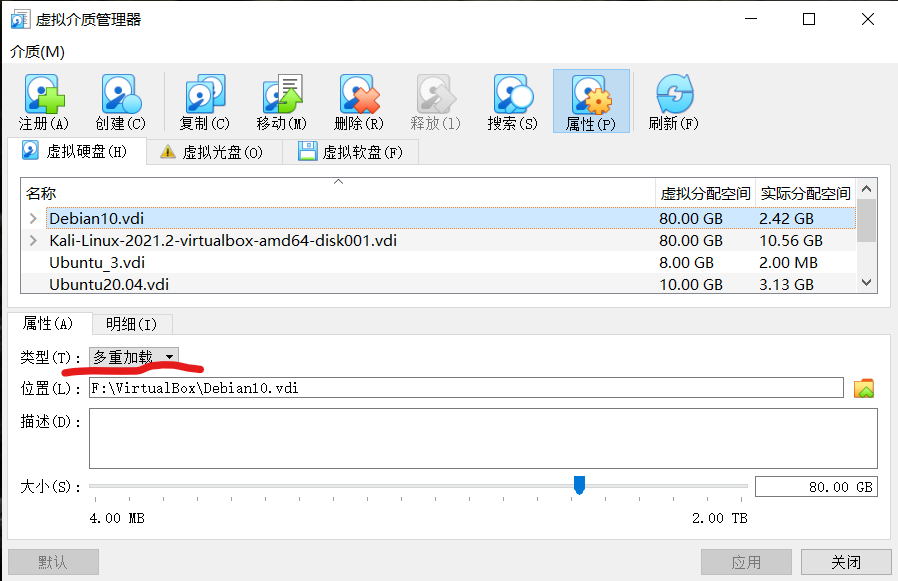 虚拟介质管理器
介质(M)
注册(A) 创建(C) 复制(C) 移动(M) 删除(R) 释放(l) 搜索(S) 属性(P) 刷新(F)
虚拟硬盘(H) 虚拟光盘(O) 虚拟软盘(F)
名称 虚拟分配空间 实际分配空间
Debian10.vdi 80.00 GB 2.42 GB
Kali-Linux-2021.2-virtualbox-amd64-disk001.vdi 80.00 GB 10.56 GB
Ubuntu_3.vdi 8.00 GB 2.00 MB
Ubuntu20.04.vdi 10.00 GB 3.13 GB
属性(A) 明细(I)
类型(T): 多重加载
位置(L): F:\VirtualBox\Debian10.vdi
描述(D):
大小(S): 80.00 GB
4.00 MB 2.00 TB
默认 应用 关闭